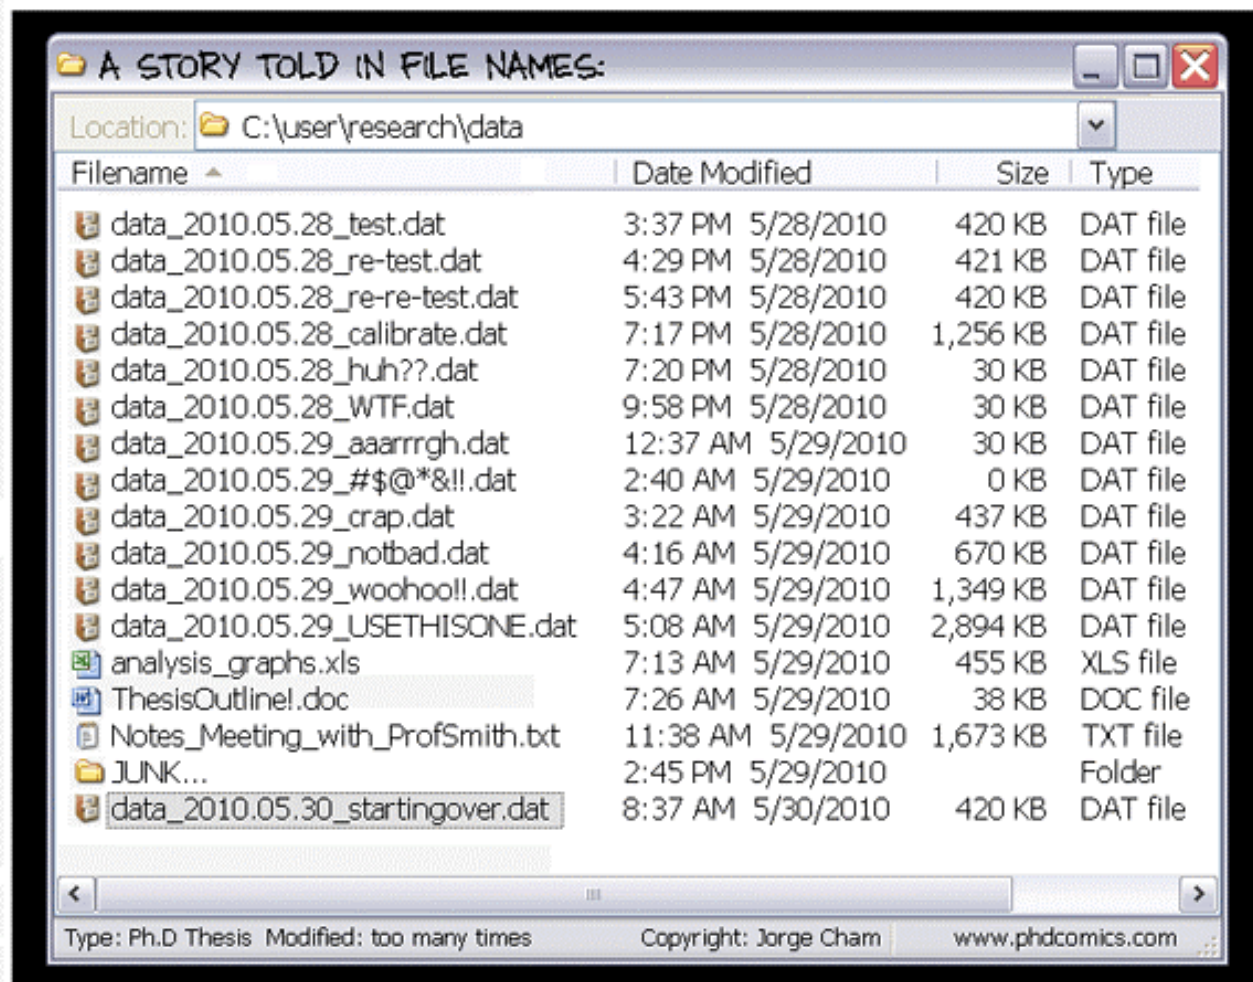 A STORY TOLD IN FILE NAMES:
Location: C:\user\research\data
Filename Date Modified Size Type
data_2010.05.28_test.dat 3:37 PM 5/28/2010 420 KB DAT file
data_2010.05.28_re-test.dat 4:29 PM 5/28/2010 421 KB DAT file
data_2010.05.28_re-re-test.dat 5:43 PM 5/28/2010 420 KB DAT file
data_2010.05.28_calibrate.dat 7:17 PM 5/28/2010 1,256 KB DAT file
data_2010.05.28_huh??.dat 7:20 PM 5/28/2010 30 KB DAT file
data_2010.05.28_WTF.dat 9:58 PM 5/28/2010 30 KB DAT file
data_2010.05.29_aaarrrgh.dat 12:37 AM 5/29/2010 30 KB DAT file
data_2010.05.29_#$@*&!!.dat 2:40 AM 5/29/2010 0 KB DAT file
data_2010.05.29_crap.dat 3:22 AM 5/29/2010 437 KB DAT file
data_2010.05.29_notbad.dat 4:16 AM 5/29/2010 670 KB DAT file
data_2010.05.29_woohoo!!.dat 4:47 AM 5/29/2010 1,349 KB DAT file
data_2010.05.29_USETHISONE.dat 5:08 AM 5/29/2010 2,894 KB DAT file
analysis_graphs.xls 7:13 AM 5/29/2010 455 KB XLS file
ThesisOutline!.doc 7:26 AM 5/29/2010 38 KB DOC file
Notes_Meeting_with_ProfSmith.txt 11:38 AM 5/29/2010 1,673 KB TXT file
JUNK... 2:45 PM 5/29/2010 Folder
data_2010.05.30_startingover.dat 8:37 AM 5/30/2010 420 KB DAT file
Type: Ph.D Thesis Modified: too many times Copyright: Jorge Cham www.phdcomics.com